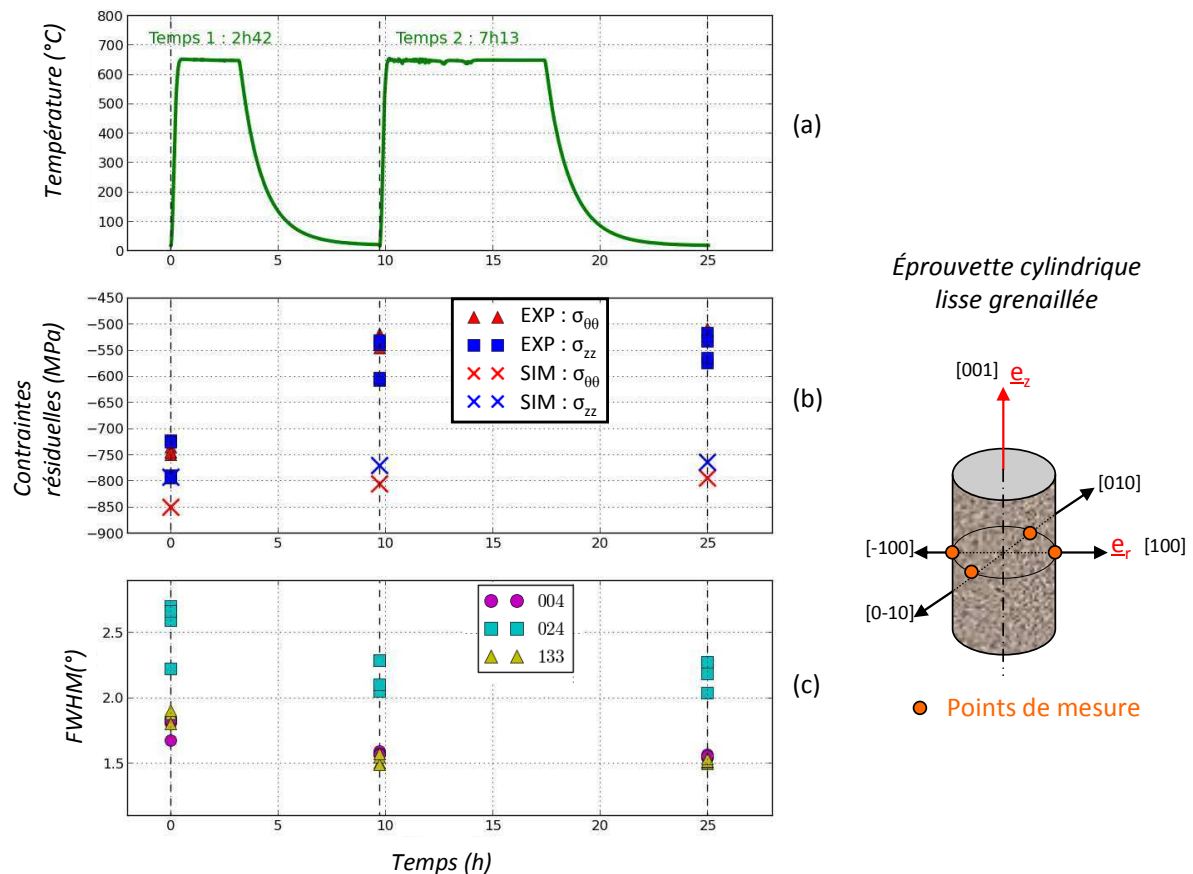 Température (°C)
800
700
600
500
400
300
200
100
0
Temps 1 : 2h42
Temps 2 : 7h13
0
5
10
15
20
25
(a)
Contraintes
résiduelles (MPa)
−450
−500
−550
−600
−650
−700
−750
−800
−850
−900
EXP : σθθ
EXP : σzz
SIM : σθθ
SIM : σzz
0
5
10
15
20
25
(b)
FWHM(°)
2.5
2.0
1.5
004
024
133
0
5
10
15
20
25
(c)
Temps (h)
Éprouvette cylindrique
lisse grenaillée
[001] e_z
[010]
[-100]
e_r [100]
[0-10]
Points de mesure